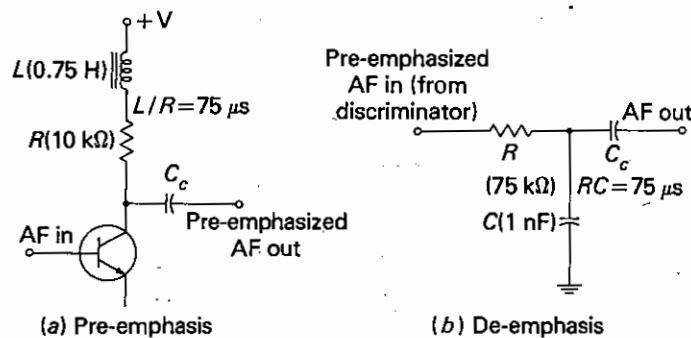 +V
L(0.75 H)
L/R=75 μs
R(10 kΩ)
C_c
Pre-emphasized
AF out
AF in
(a) Pre-emphasis
Pre-emphasized
AF in (from
discriminator)
AF out
R
C_c
(75 kΩ)
RC=75 μs
C(1 nF)
(b) De-emphasis